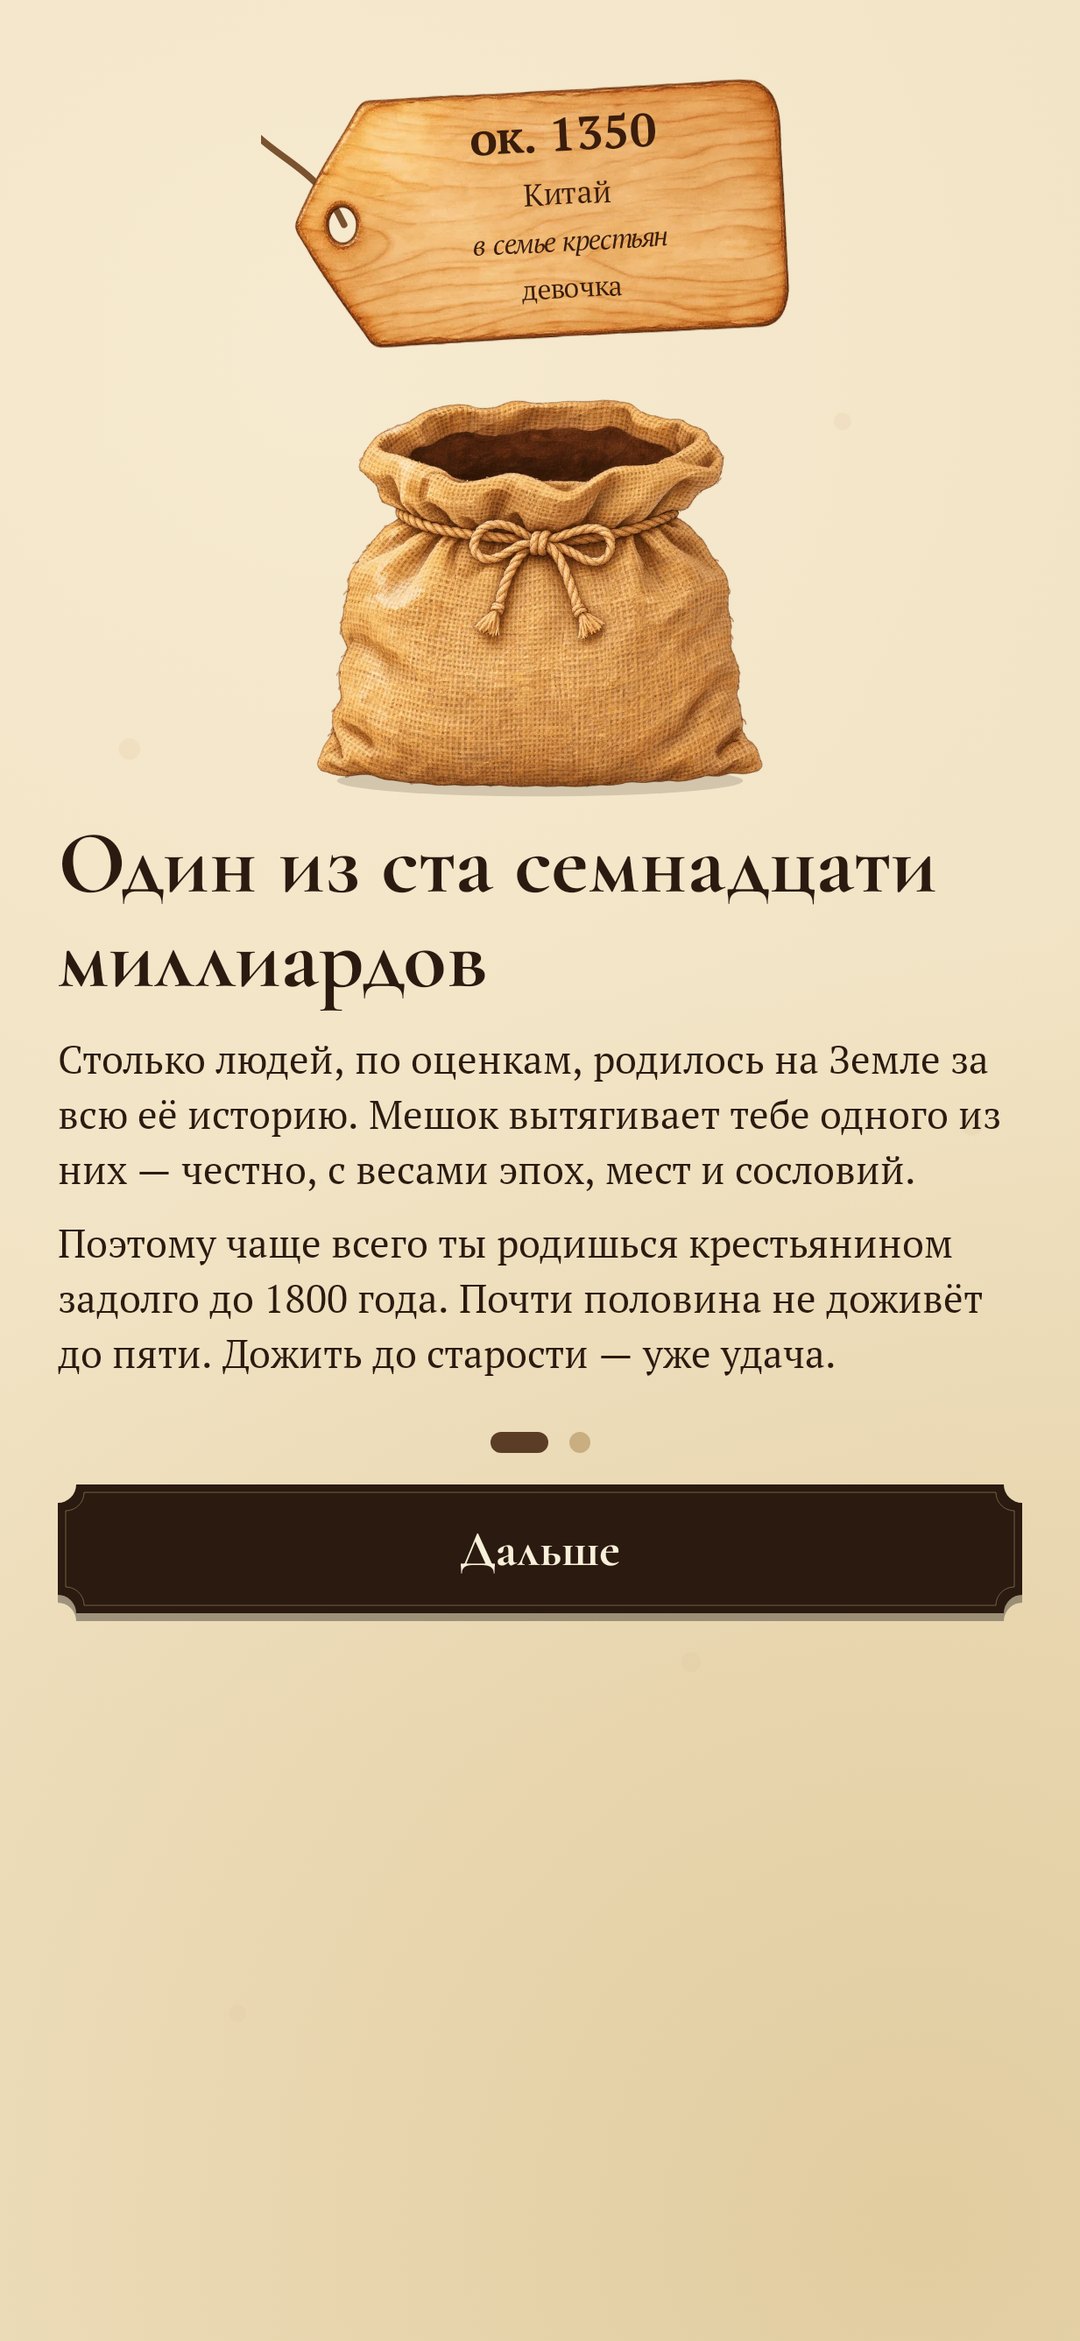 ок. 1350
Китай
в семье крестьян
девочка
Один из ста семнадцати
миллиардов
Столько людей, по оценкам, родилось на Земле за
всю её историю. Мешок вытягивает тебе одного из
них — честно, с весами эпох, мест и сословий.
Поэтому чаще всего ты родишься крестьянином
задолго до 1800 года. Почти половина не доживёт
до пяти. Дожить до старости — уже удача.
Дальше